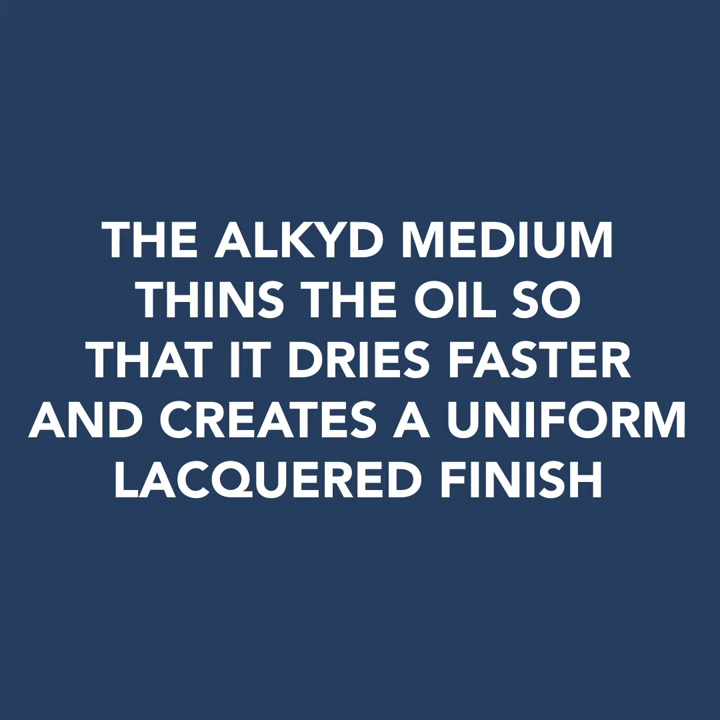 THE ALKYD MEDIUM
THINS THE OIL SO
THAT IT DRIES FASTER
AND CREATES A UNIFORM
LACQUERED FINISH